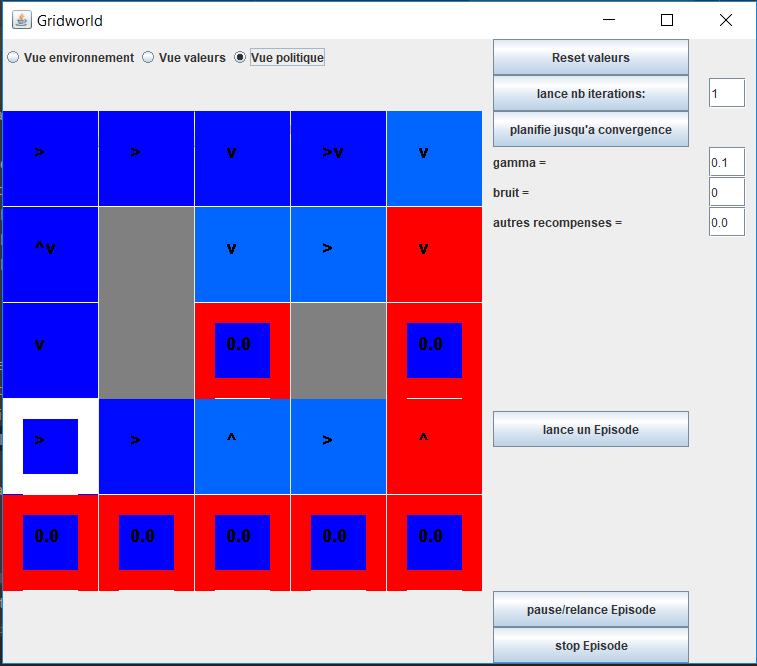 Gridworld
Vue environnement Vue valeurs Vue politique
Reset valeurs
lance nb iterations: 1
planifie jusqu'a convergence
gamma = 0.1
bruit = 0
autres recompenses = 0.0
> > v >v v
^v v > v
v 0.0 0.0
> > ^ > ^
0.0 0.0 0.0 0.0 0.0
lance un Episode
pause/relance Episode
stop Episode